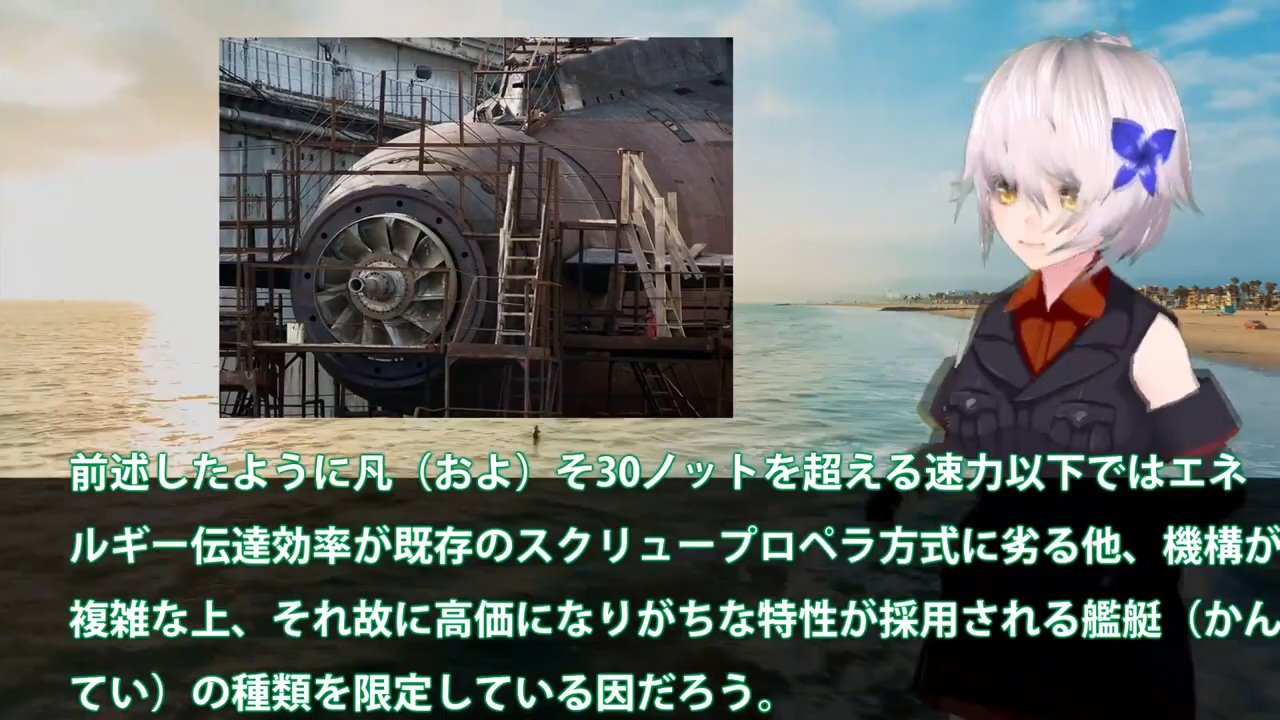 前述したように凡（およ）そ30ノットを超える速力以下ではエネ
ルギー伝達効率が既存のスクリュープロペラ方式に劣る他、機構が
複雑な上、それ故に高価になりがちな特性が採用される艦艇（かん
てい）の種類を限定している因だろう。